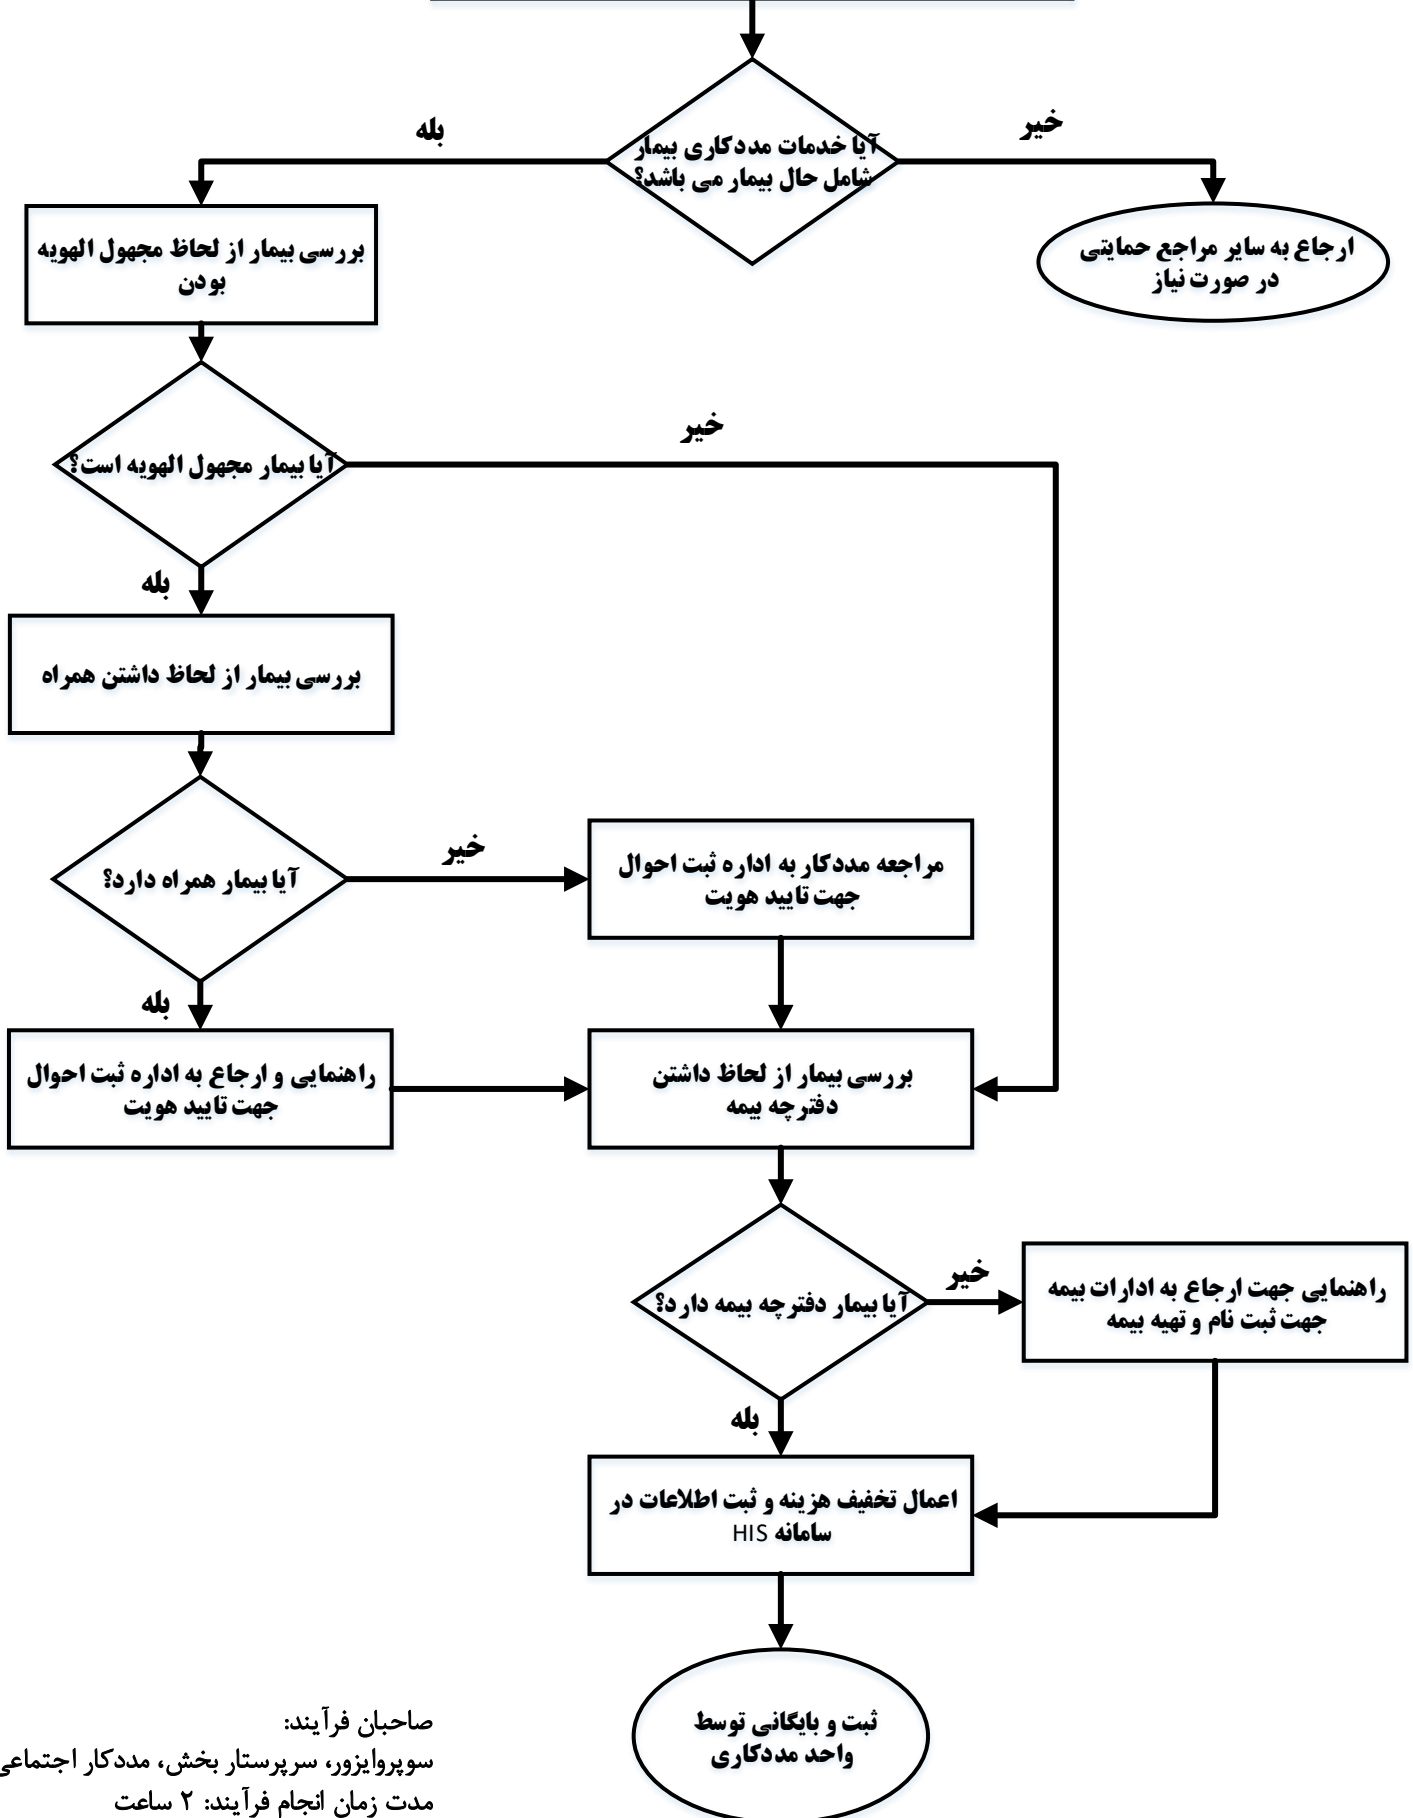 آیا خدمات مددکاری بیمار
شامل حال بیمار می باشد؟
خیر
بله
ارجاع به سایر مراجع حمایتی
در صورت نیاز
بررسی بیمار از لحاظ مجهول الهویه
بودن
آیا بیمار مجهول الهویه است؟
خیر
بله
بررسی بیمار از لحاظ داشتن همراه
آیا بیمار همراه دارد؟
خیر
مراجعه مددکار به اداره ثبت احوال
جهت تایید هویت
بله
راهنمایی و ارجاع به اداره ثبت احوال
جهت تایید هویت
بررسی بیمار از لحاظ داشتن
دفترچه بیمه
آیا بیمار دفترچه بیمه دارد؟
خیر
راهنمایی جهت ارجاع به ادارات بیمه
جهت ثبت نام و تهیه بیمه
بله
اعمال تخفیف هزینه و ثبت اطلاعات در
سامانه HIS
ثبت و بایگانی توسط
واحد مددکاری
صاحبان فرآیند:
سوپروایزور، سرپرستار بخش، مددکار اجتماعی
مدت زمان انجام فرآیند: ۲ ساعت